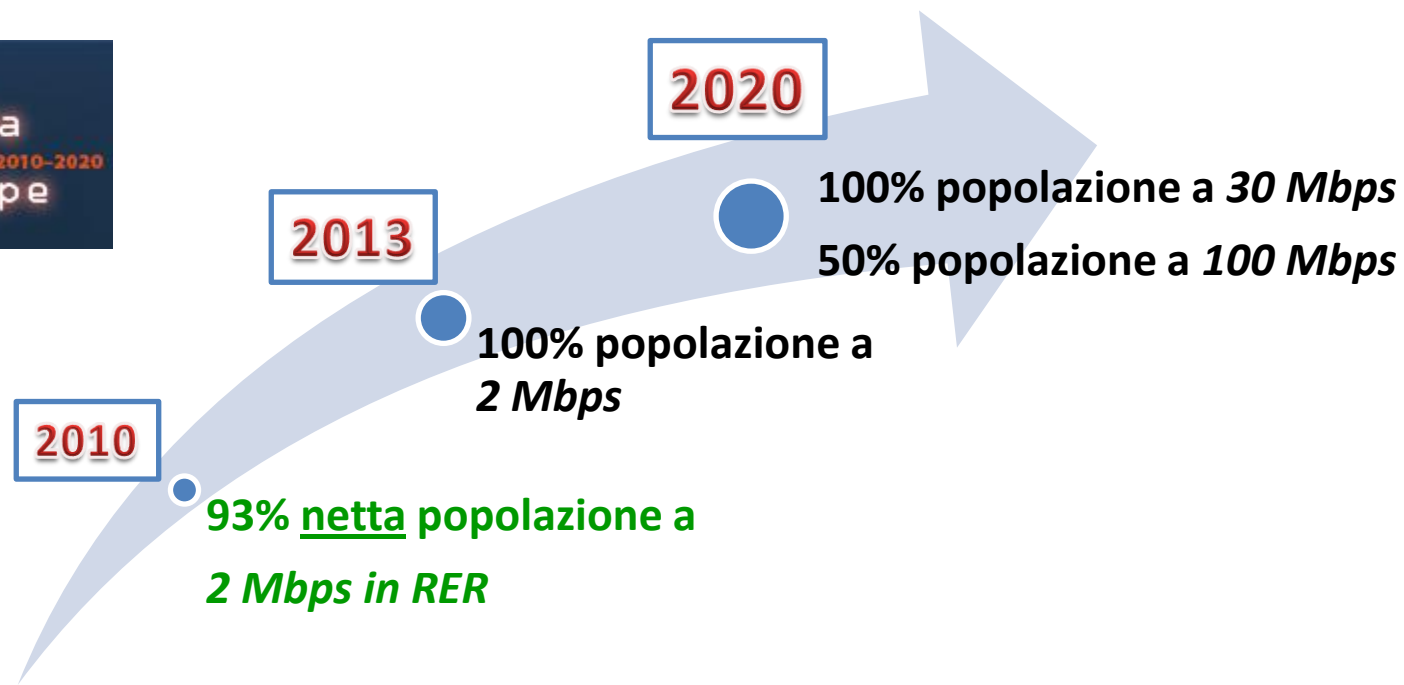 a
2010-2020
pe
2020
100% popolazione a 30 Mbps
50% popolazione a 100 Mbps
2013
100% popolazione a
2 Mbps
2010
93% netta popolazione a
2 Mbps in RER